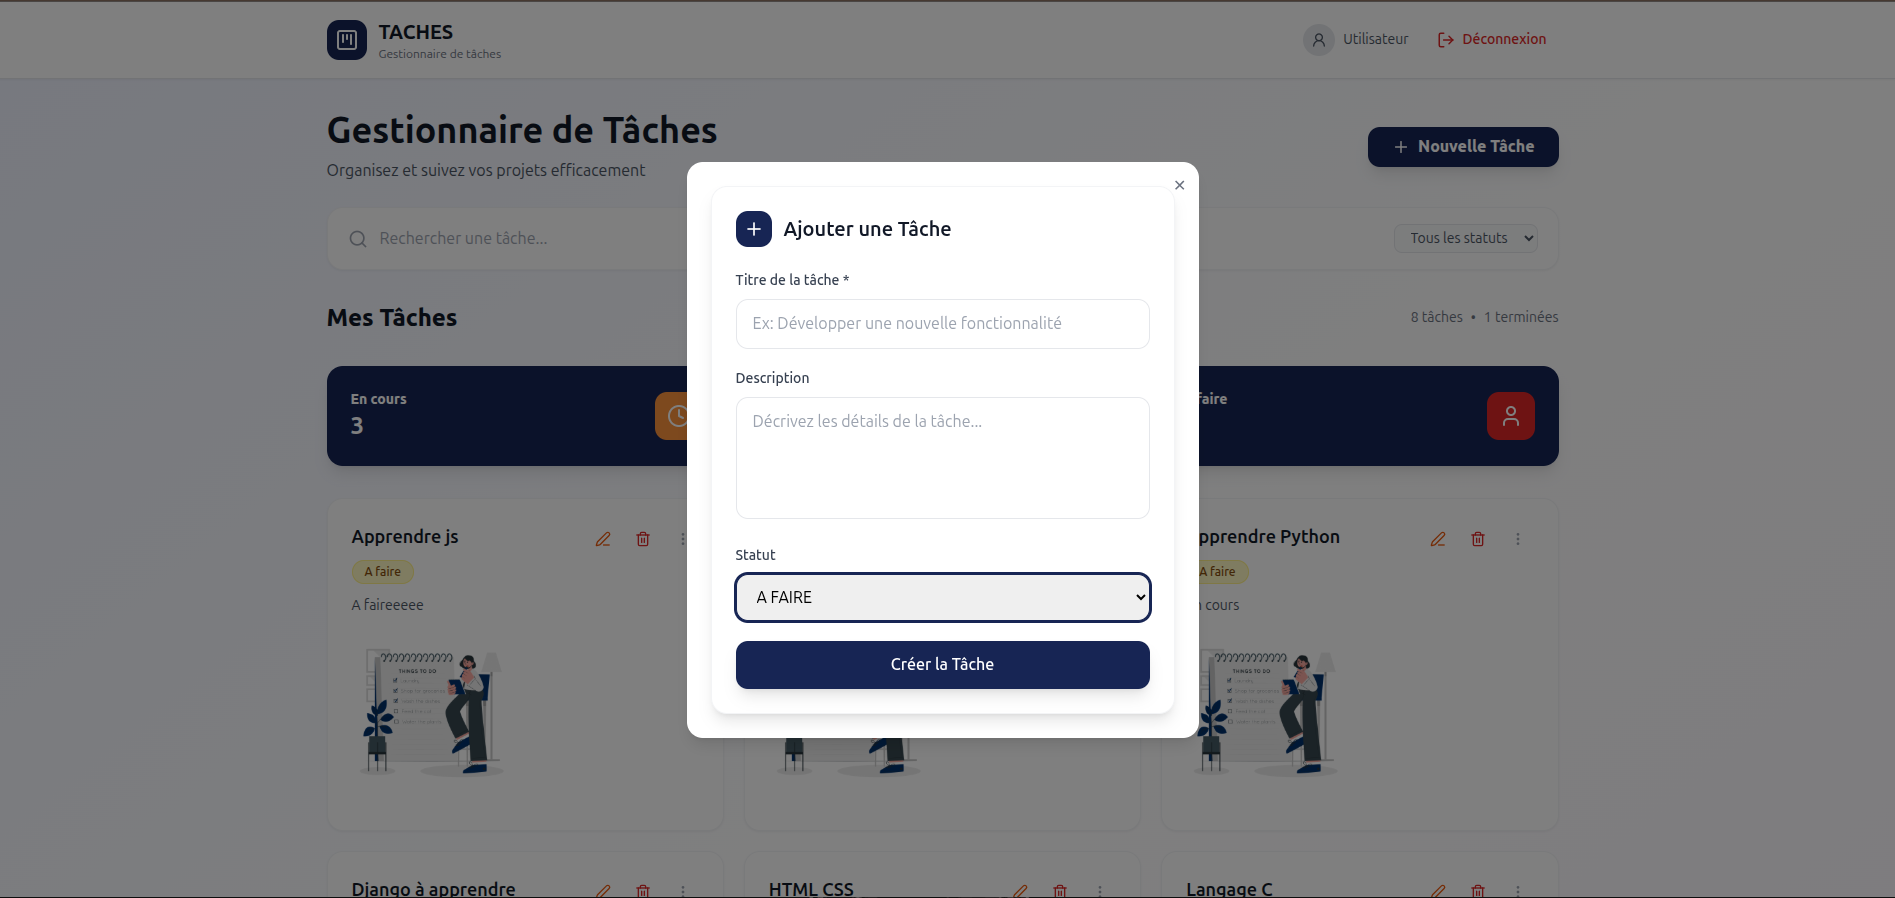 TACHES
Gestionnaire de tâches
Utilisateur
Déconnexion
Gestionnaire de Tâches
Organisez et suivez vos projets efficacement
Nouvelle Tâche
Rechercher une tâche...
Tous les statuts
Mes Tâches
8 tâches • 1 terminées
En cours
3
faire
Ajouter une Tâche
Titre de la tâche *
Ex: Développer une nouvelle fonctionnalité
Description
Décrivez les détails de la tâche...
Statut
A FAIRE
Créer la Tâche
Apprendre js
A faire
A faireeeee
THINGS TO DO
pprendre Python
A faire
n cours
THINGS TO DO
Django à apprendre
HTML CSS
Langage C